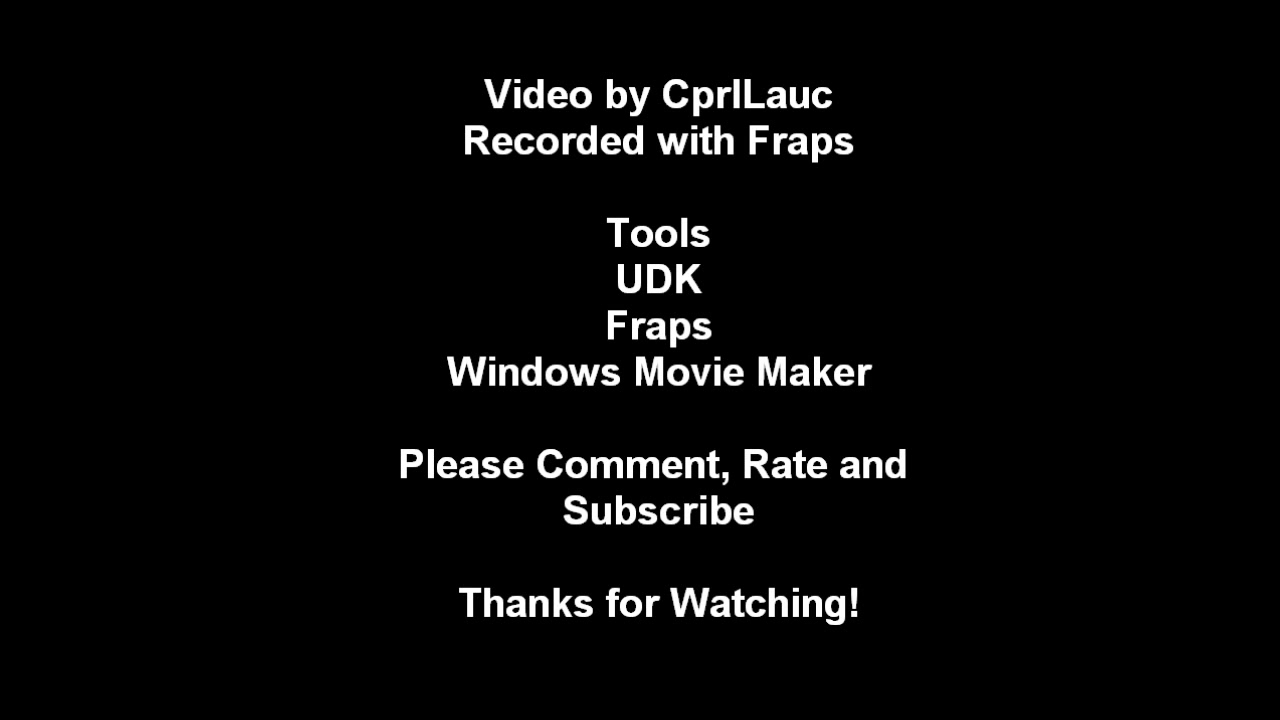 Video by CprlLauc
Recorded with Fraps
Tools
UDK
Fraps
Windows Movie Maker
Please Comment, Rate and
Subscribe
Thanks for Watching!